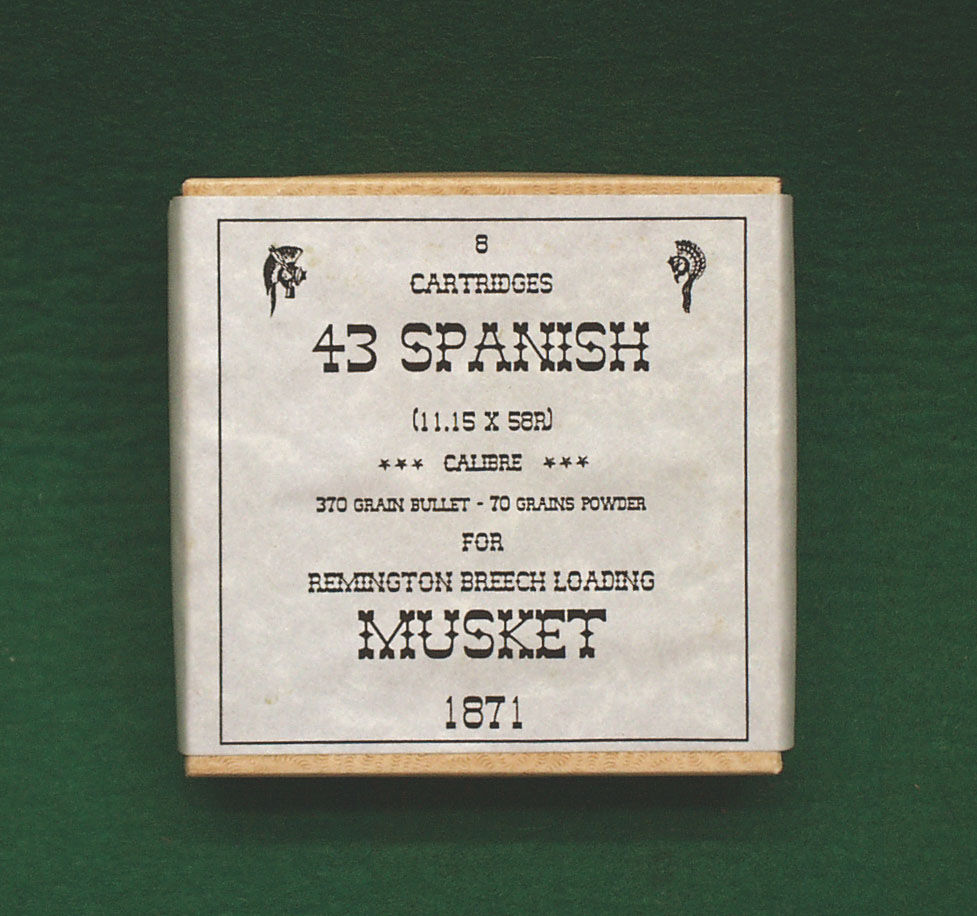 8
CARTRIDGES
43 SPANISH
(11.15 X 58R)
*** CALIBRE ***
370 GRAIN BULLET - 70 GRAINS POWDER
FOR
REMINGTON BREECH LOADING
MUSKET
1871